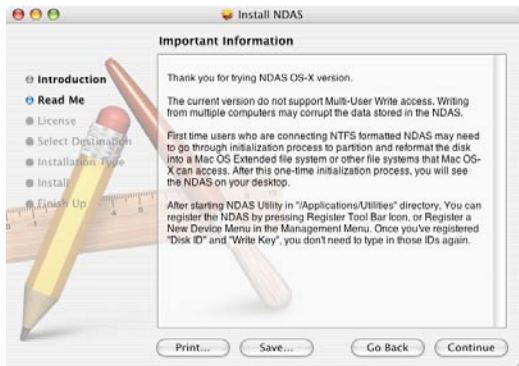 Install NDAS
Important Information
Introduction
Read Me
License
Select Destination
Installation Type
Install
Finish Up
Thank you for trying NDAS OS-X version.
The current version do not support Multi-User Write access. Writing
from multiple computers may corrupt the data stored in the NDAS.
First time users who are connecting NTFS formatted NDAS may need
to go through initialization process to partition and reformat the disk
into a Mac OS Extended file system or other file systems that Mac OS-
X can access. After this one-time initialization process, you will see
the NDAS on your desktop.
After starting NDAS Utility in "/Applications/Utilities" directory, You can
register the NDAS by pressing Register Tool Bar Icon, or Register a
New Device Menu in the Management Menu. Once you've registered
"Disk ID" and "Write Key", you don't need to type in those IDs again.
Print... Save... Go Back Continue